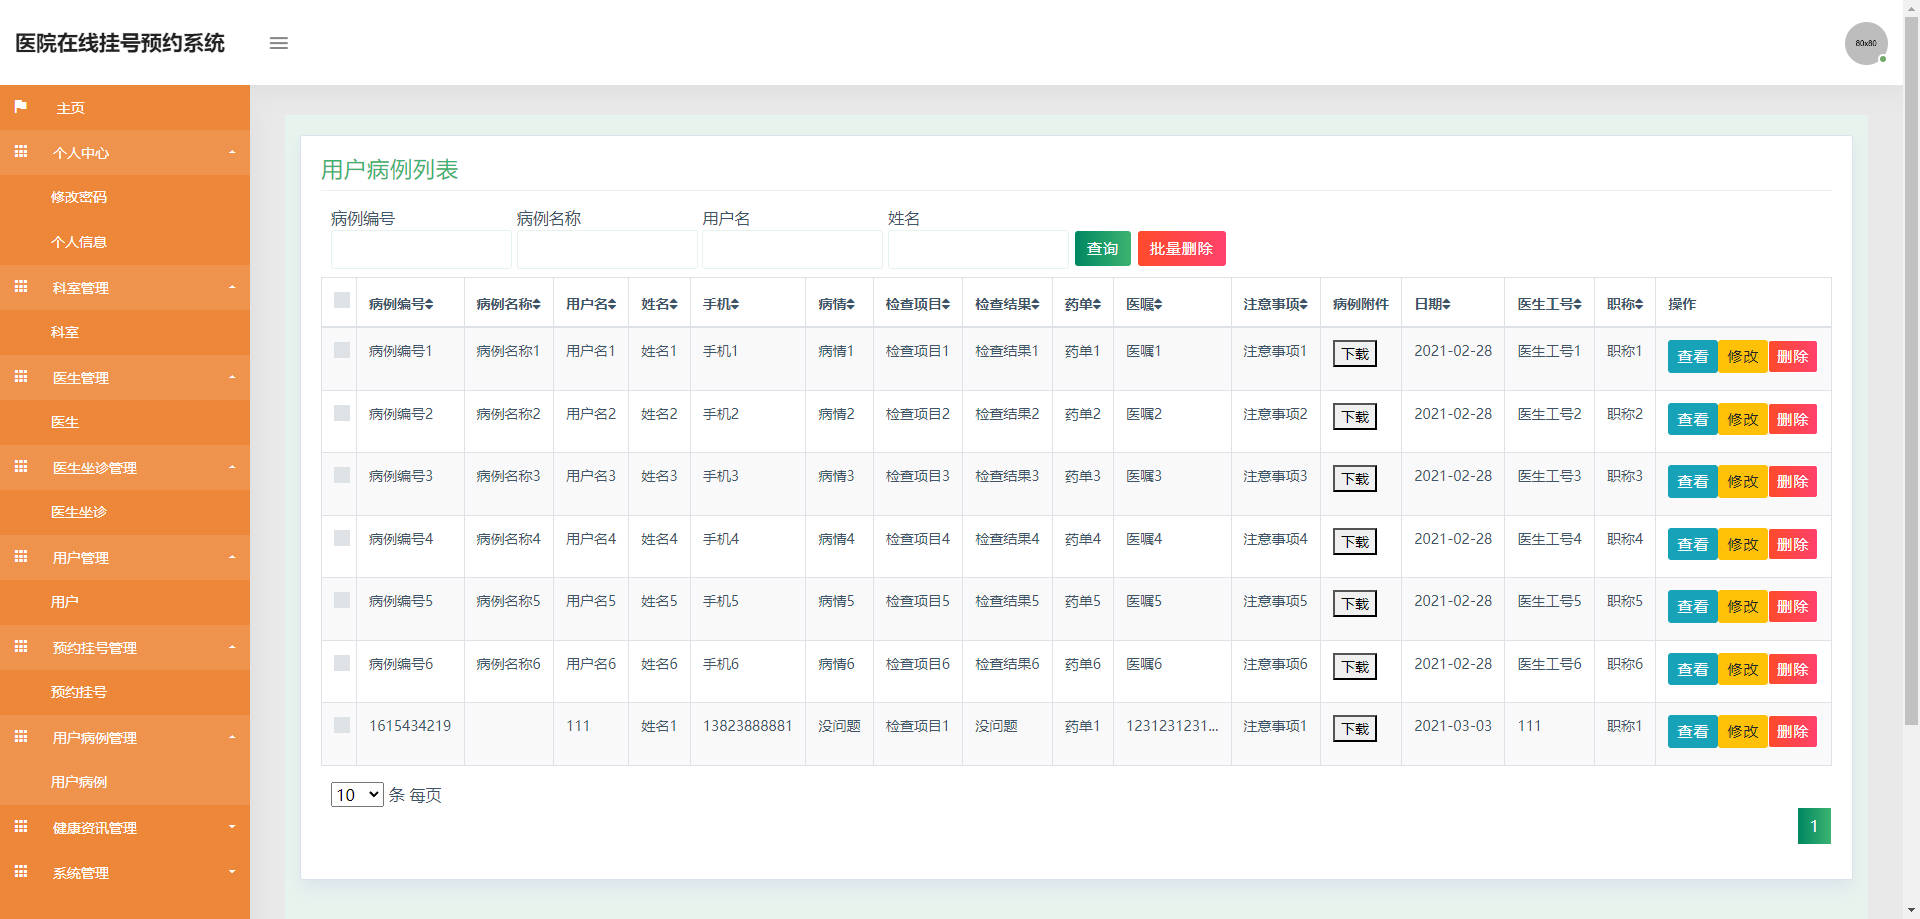 医院在线挂号预约系统
80x80
主页
个人中心
修改密码
个人信息
科室管理
科室
医生管理
医生
医生坐诊管理
医生坐诊
用户管理
用户
预约挂号管理
预约挂号
用户病例管理
用户病例
健康资讯管理
系统管理
用户病例列表
病例编号 病例名称 用户名 姓名
查询 批量删除
病例编号 病例名称 用户名 姓名 手机 病情 检查项目 检查结果 药单 医嘱 注意事项 病例附件 日期 医生工号 职称 操作
病例编号1 病例名称1 用户名1 姓名1 手机1 病情1 检查项目1 检查结果1 药单1 医嘱1 注意事项1 下载 2021-02-28 医生工号1 职称1 查看 修改 删除
病例编号2 病例名称2 用户名2 姓名2 手机2 病情2 检查项目2 检查结果2 药单2 医嘱2 注意事项2 下载 2021-02-28 医生工号2 职称2 查看 修改 删除
病例编号3 病例名称3 用户名3 姓名3 手机3 病情3 检查项目3 检查结果3 药单3 医嘱3 注意事项3 下载 2021-02-28 医生工号3 职称3 查看 修改 删除
病例编号4 病例名称4 用户名4 姓名4 手机4 病情4 检查项目4 检查结果4 药单4 医嘱4 注意事项4 下载 2021-02-28 医生工号4 职称4 查看 修改 删除
病例编号5 病例名称5 用户名5 姓名5 手机5 病情5 检查项目5 检查结果5 药单5 医嘱5 注意事项5 下载 2021-02-28 医生工号5 职称5 查看 修改 删除
病例编号6 病例名称6 用户名6 姓名6 手机6 病情6 检查项目6 检查结果6 药单6 医嘱6 注意事项6 下载 2021-02-28 医生工号6 职称6 查看 修改 删除
1615434219 111 姓名1 13823888881 没问题 检查项目1 没问题 药单1 1231231231... 注意事项1 下载 2021-03-03 111 职称1 查看 修改 删除
10 条 每页
1